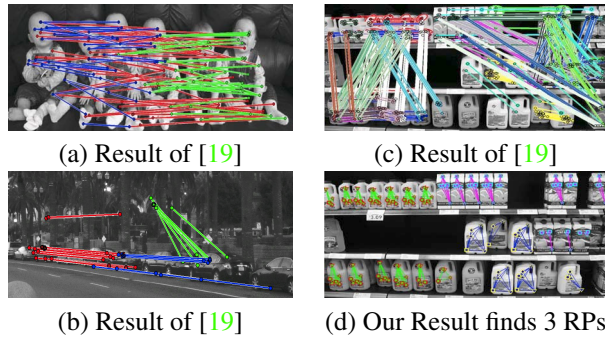 (a) Result of [19]
(c) Result of [19]
(b) Result of [19]
(d) Our Result finds 3 RPs